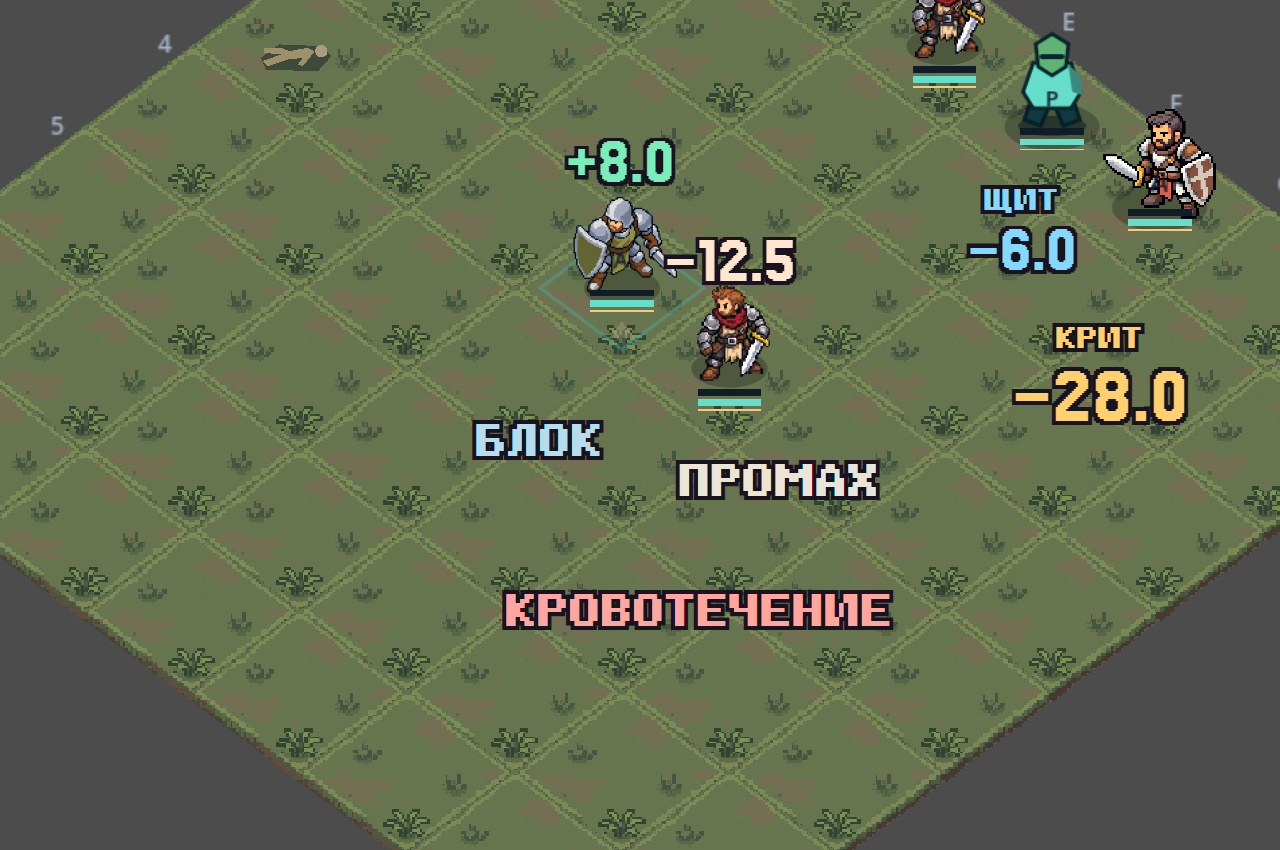 4
E
5
F
+8.0
ЩИТ
-6.0
-12.5
P
КРИТ
-28.0
БЛОК
ПРОМАХ
КРОВОТЕЧЕНИЕ